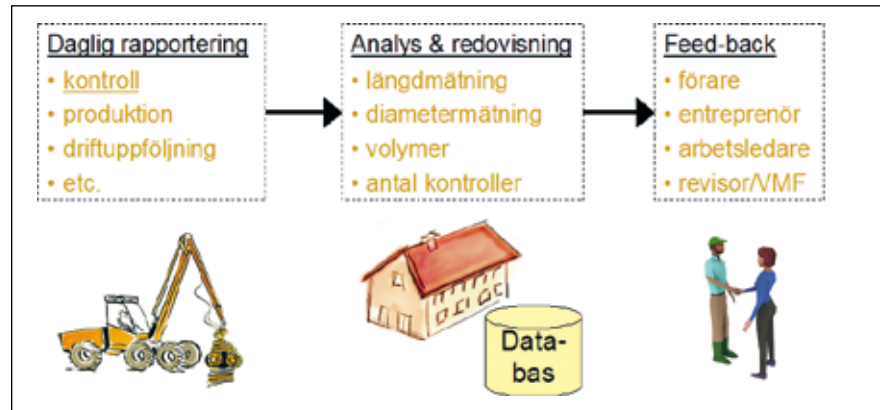 Daglig rapportering
• kontroll
• produktion
• driftuppföljning
• etc.
Analys & redovisning
• längdmätning
• diametermätning
• volymer
• antal kontroller
Feed-back
• förare
• entreprenör
• arbetsledare
• revisor/VMF
Data-
bas